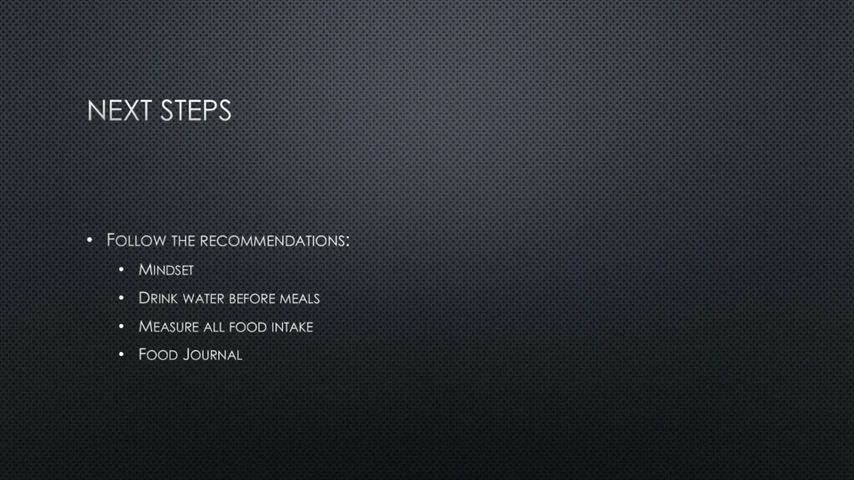 NEXT STEPS
• FOLLOW THE RECOMMENDATIONS:
• MINDSET
• DRINK WATER BEFORE MEALS
• MEASURE ALL FOOD INTAKE
• FOOD JOURNAL